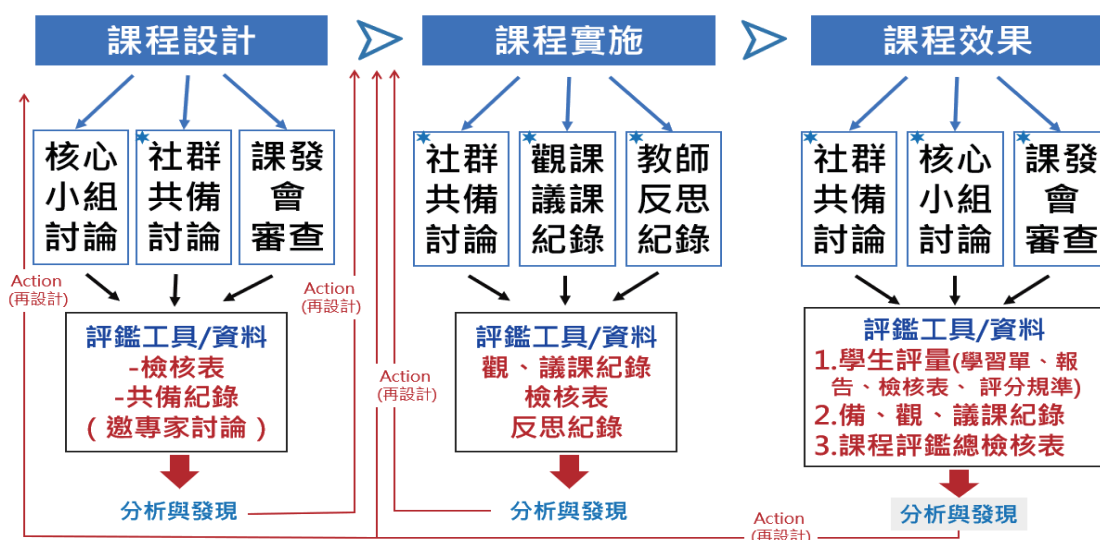 課程設計
課程實施
課程效果
核心
小組
討論
社群
共備
討論
課發
會
審查
社群
共備
討論
觀課
議課
紀錄
教師
反思
紀錄
社群
共備
討論
核心
小組
討論
課發
會
審查
Action
(再設計)
Action
(再設計)
Action
(再設計)
評鑑工具/資料
-檢核表
-共備紀錄
(邀專家討論)
評鑑工具/資料
觀、議課紀錄
檢核表
反思紀錄
評鑑工具/資料
1.學生評量(學習單、報
告、檢核表、評分規準)
2.備、觀、議課紀錄
3.課程評鑑總檢核表
分析與發現
分析與發現
分析與發現
Action
(再設計)